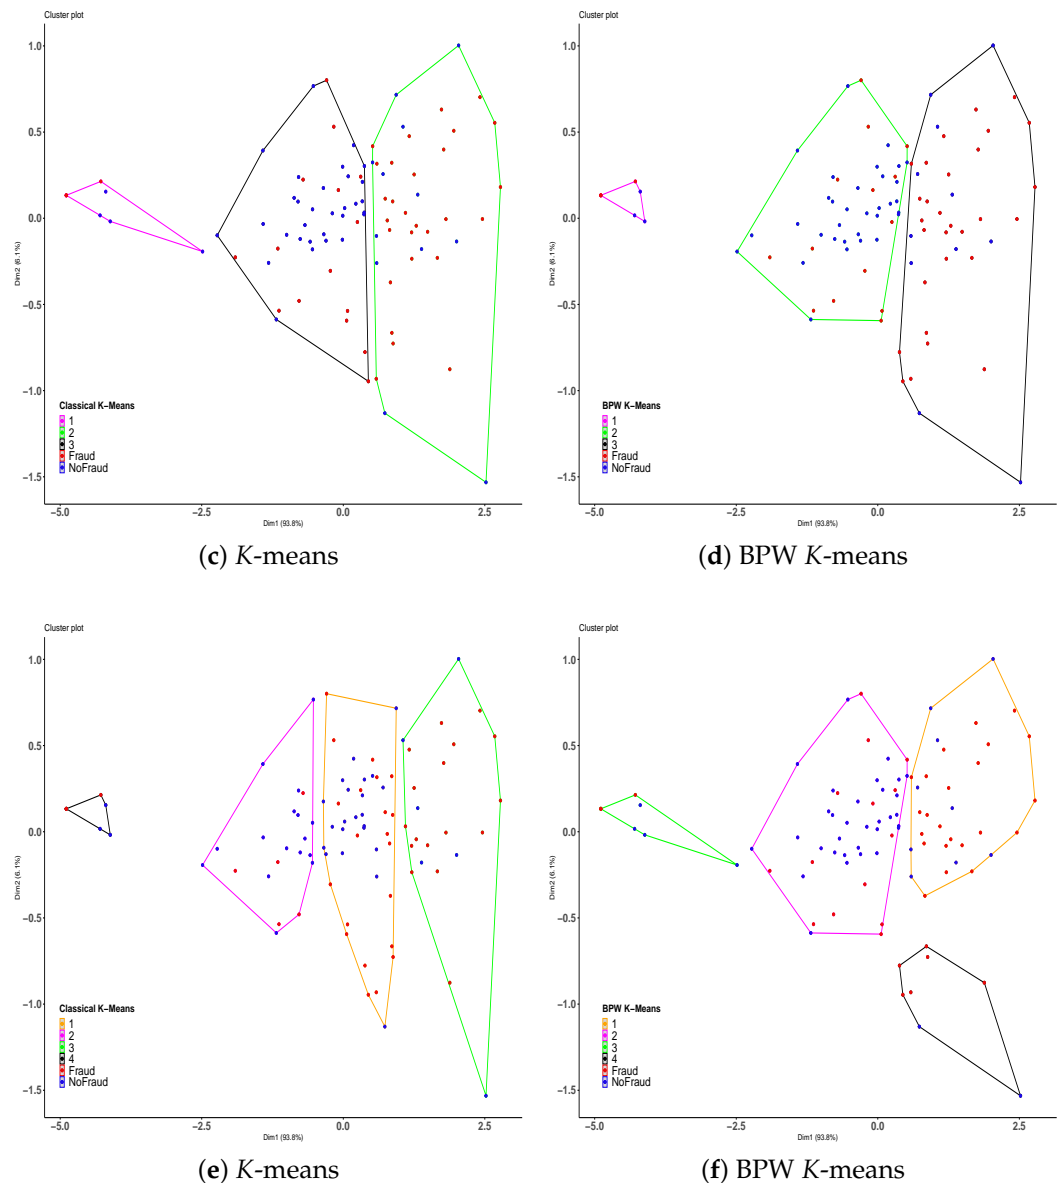 Cluster plot
1.0
0.5
0.0
−0.5
−1.0
−1.5
Dim2 (6.1%)
Classical K−Means
1
2
3
Fraud
NoFraud
−5.0 −2.5 0.0 2.5
Dim1 (93.8%)
(c) K-means
Cluster plot
1.0
0.5
0.0
−0.5
−1.0
−1.5
Dim2 (6.1%)
BPW K−Means
1
2
3
Fraud
NoFraud
−5.0 −2.5 0.0 2.5
Dim1 (93.8%)
(d) BPW K-means
Cluster plot
1.0
0.5
0.0
−0.5
−1.0
−1.5
Dim2 (6.1%)
Classical K−Means
1
2
3
4
Fraud
NoFraud
−5.0 −2.5 0.0 2.5
Dim1 (93.8%)
(e) K-means
Cluster plot
1.0
0.5
0.0
−0.5
−1.0
−1.5
Dim2 (6.1%)
BPW K−Means
1
2
3
4
Fraud
NoFraud
−5.0 −2.5 0.0 2.5
Dim1 (93.8%)
(f) BPW K-means